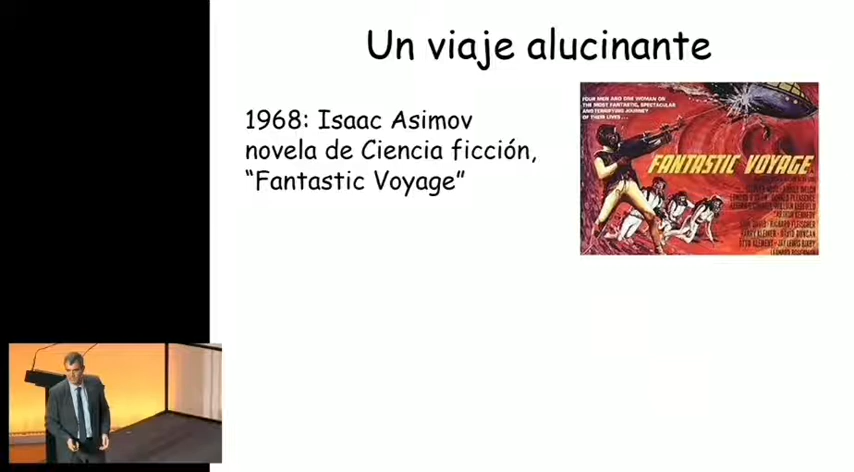 Un viaje alucinante
1968: Isaac Asimov
novela de Ciencia ficción,
“Fantastic Voyage”
FOUR MEN AND ONE WOMAN ON
THE MOST FANTASTIC, SPECTACULAR
AND TERRIFYING JOURNEY
OF THEIR LIVES...
FANTASTIC VOYAGE